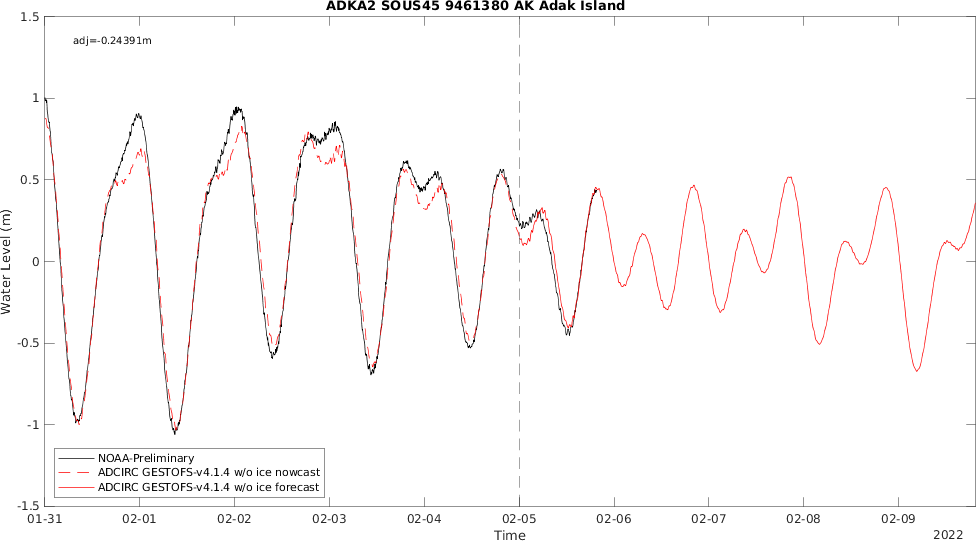 ADKA2 SOUS45 9461380 AK Adak Island
1.5
adj=-0.24391m
1
0.5
0
-0.5
-1
-1.5
Water Level (m)
NOAA-Preliminary
ADCIRC GESTOFS-v4.1.4 w/o ice nowcast
ADCIRC GESTOFS-v4.1.4 w/o ice forecast
01-31 02-01 02-02 02-03 02-04 02-05 02-06 02-07 02-08 02-09
Time
2022